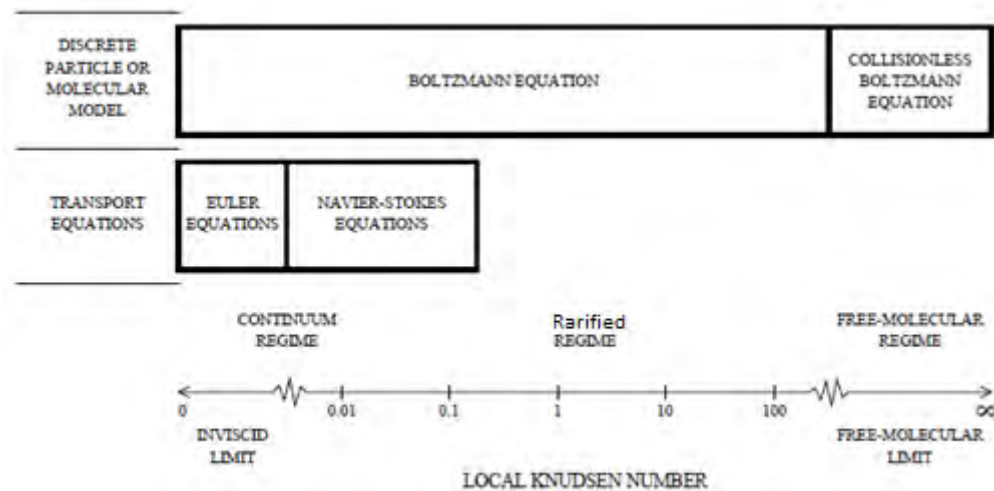 DISCRETE
PARTICLE OR
MOLECULAR
MODEL
BOLTZMANN EQUATION
COLLISIONLESS
BOLTZMANN
EQUATION
TRANSPORT
EQUATIONS
EULER
EQUATIONS
NAVIER-STOKES
EQUATIONS
CONTINUUM
REGIME
Rarified
REGIME
FREE-MOLECULAR
REGIME
0
0.01
0.1
1
10
100
∞
INVISCID
LIMIT
FREE-MOLECULAR
LIMIT
LOCAL KNUDSEN NUMBER